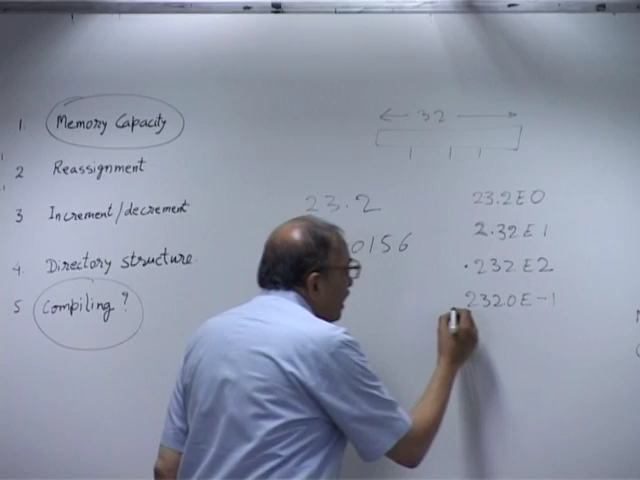 1. Memory Capacity
2 Reassignment
3 Increment/decrement
4. Directory structure
5 Compiling ?
32
23.2
0156
23.2E0
2.32E1
.232E2
2320E-1